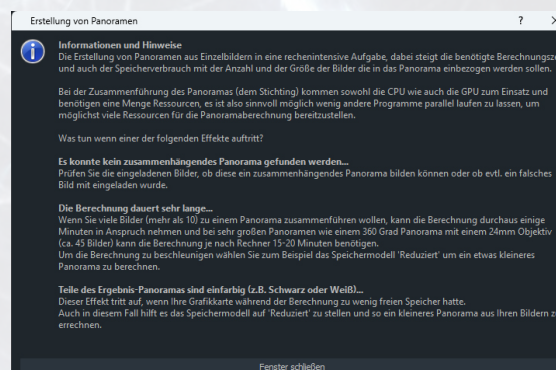 Erstellung von Panoramen
Informationen und Hinweise
Die Erstellung von Panoramen aus Einzelbildern in eine rechenintensive Aufgabe, dabei steigt die benötigte
und auch der Speicherverbrauch mit der Anzahl und der Größe der Bilder die in das Panorama einbezogen werden sollen.
Bei der Zusammenführung des Panoramas (dem Stichting) kommen sowohl die CPU wie auch die GPU zum Einsatz und
benötigen eine Menge Ressourcen, es ist also sinnvoll möglich wenig andere Programme parallel laufen zu lassen, um
möglichst viele Ressourcen für die Panoramaberechnung bereitzustellen.
Was tun wenn einer der folgenden Effekte auftritt?
Es konnte kein zusammenhängendes Panorama gefunden werden...
Prüfen Sie die eingeladenen Bilder, ob diese ein zusammenhängendes Panorama bilden können oder ob evtl. ein falsches
Bild mit eingeladen wurde.
Die Berechnung dauert sehr lange...
Wenn Sie viele Bilder (mehr als 10) zu einem Panorama zusammenführen wollen, kann die Berechnung durchaus einige
Minuten in Anspruch nehmen und bei sehr großen Panoramen wie einem 360 Grad Panorama mit einem 24mm Objektiv
(ca. 45 Bilder) kann die Berechnung je nach Rechner 15-20 Minuten benötigen.
Um die Berechnung zu beschleunigen wählen Sie zum Beispiel das Speichermodell 'Reduziert' um ein etwas kleineres
Panorama zu berechnen.
Teile des Ergebnis-Panoramas sind einfarbig (z.B. Schwarz oder Weiß)...
Dieser Effekt tritt auf, wenn Ihre Grafikkarte während der Berechnung zu wenig freien Speicher hatte.
Auch in diesem Fall hilft es das Speichermodell auf 'Reduziert' zu stellen und so ein kleineres Panorama aus Ihren Bildern
errechnen.
Fenster schließen